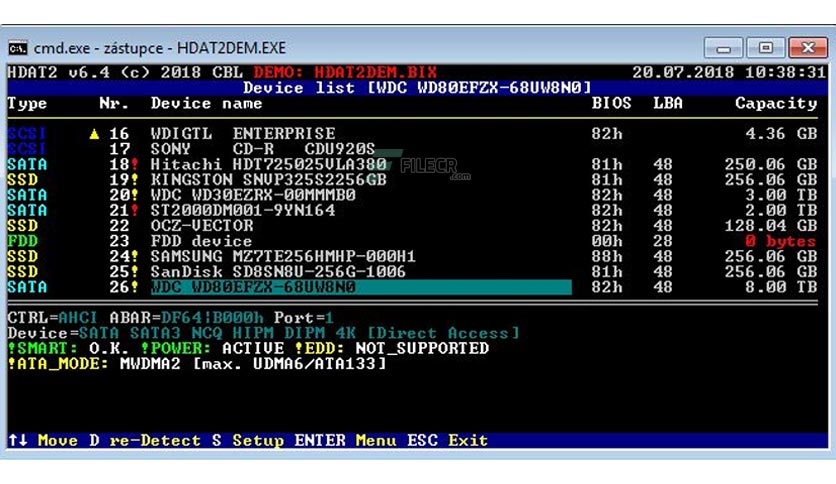 cmd.exe - zástupce - HDAT2DEM.EXE
HDAT2 v6.4 (c) 2018 CBL DEMO: HDAT2DEM.BIX 20.07.2018 10:38:31
Device list [WDC WD80EFZX-68UW8N0]
Type Nr. Device name BIOS LBA Capacity
SCSI 16 WDIGTL ENTERPRISE 82h 4.36 GB
SCSI 17 SONY CD-R CDU920S
SATA 18! Hitachi HDT725025VLA380 81h 48 250.06 GB
SSD 19! KINGSTON SNVP325S2256GB 81h 48 256.06 GB
SATA 20! WDC WD30EZRX-00MMMB0 82h 48 3.00 TB
SATA 21! ST2000DM001-9YN164 82h 48 2.00 TB
SSD 22 OCZ-VECTOR 82h 48 128.04 GB
FDD 23 FDD device 00h 28 0 bytes
SSD 24! SAMSUNG MZ7TE256HMHP-000H1 88h 48 256.06 GB
SSD 25! SanDisk SD8SN8U-256G-1006 81h 48 256.06 GB
SATA 26! WDC WD80EFZX-68UW8N0 82h 48 8.00 TB
FILECR
.com
CTRL=AHCI ABAR=DF64:B000h Port=1
Device=SATA SATA3 NCQ HIPM DIPM 4K [Direct Access]
!SMART: O.K. !POWER: ACTIVE !EDD: NOT_SUPPORTED
!ATA_MODE: MWDMA2 [max. UDMA6/ATA133]
↑↓ Move D re-Detect S Setup ENTER Menu ESC Exit